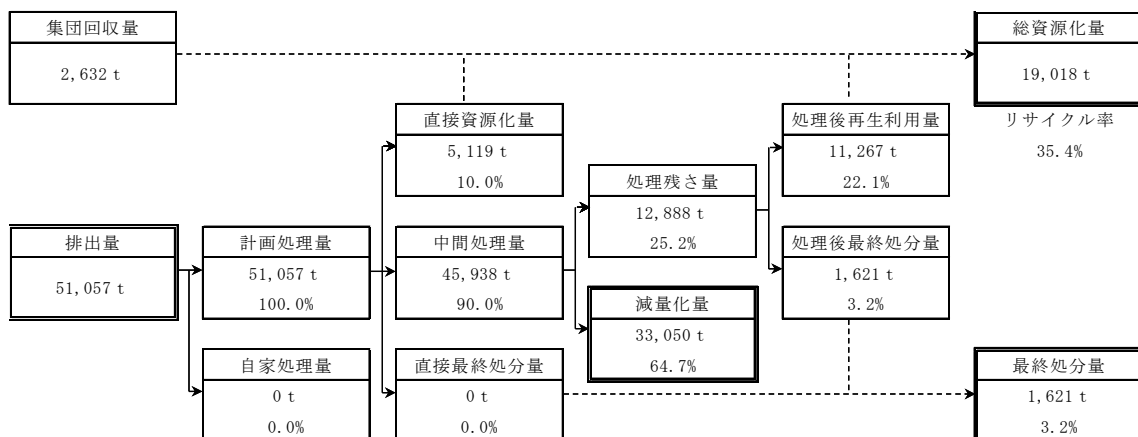 集団回収量
2,632 t
総資源化量
19,018 t
リサイクル率
35.4%
直接資源化量
5,119 t
10.0%
処理後再生利用量
11,267 t
22.1%
処理残さ量
12,888 t
25.2%
排出量
51,057 t
計画処理量
51,057 t
100.0%
中間処理量
45,938 t
90.0%
処理後最終処分量
1,621 t
3.2%
減量化量
33,050 t
64.7%
自家処理量
0 t
0.0%
直接最終処分量
0 t
0.0%
最終処分量
1,621 t
3.2%